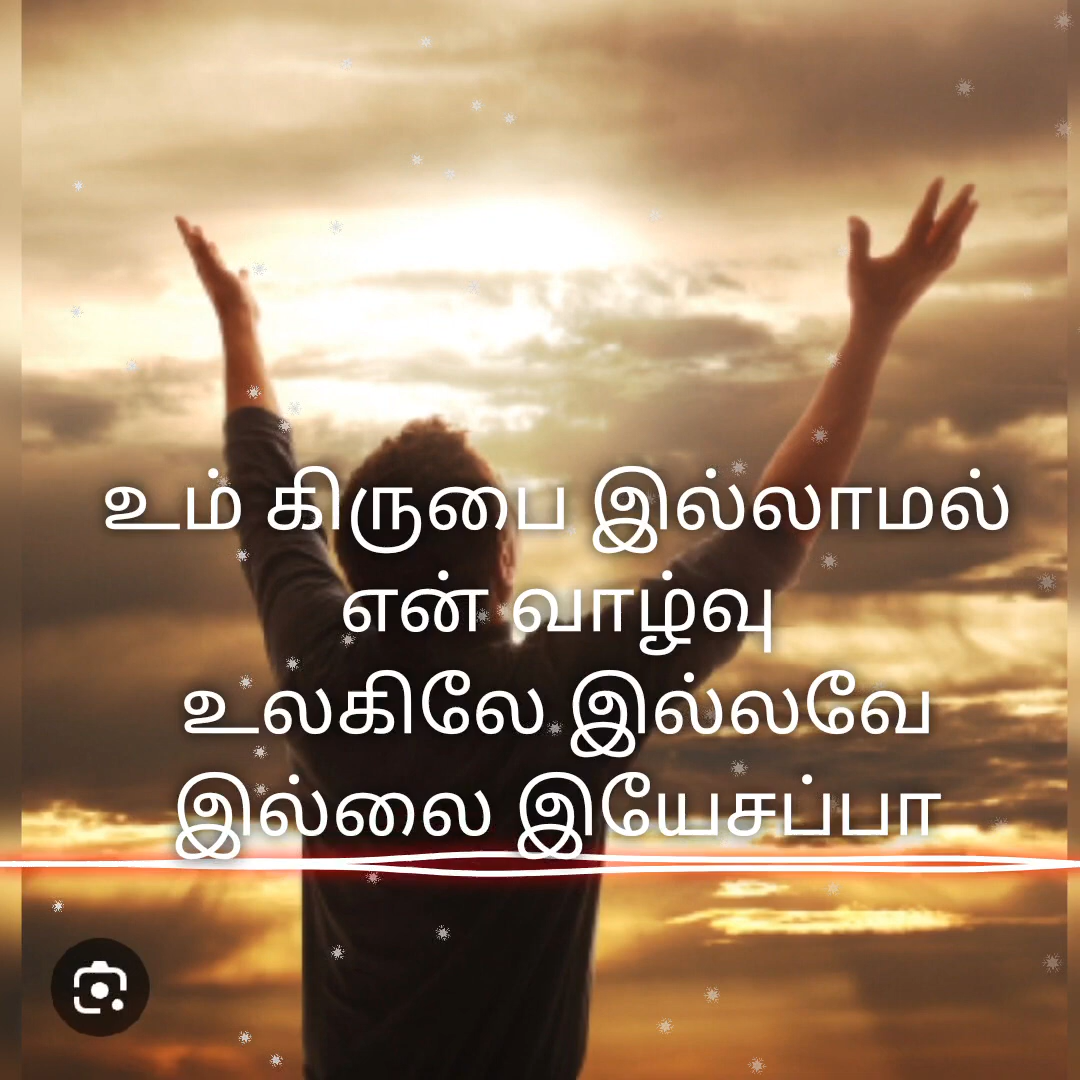 உம் கிருபை இல்லாமல்
என் வாழ்வு
உலகிலே இல்லவே
இல்லை இயேசப்பா